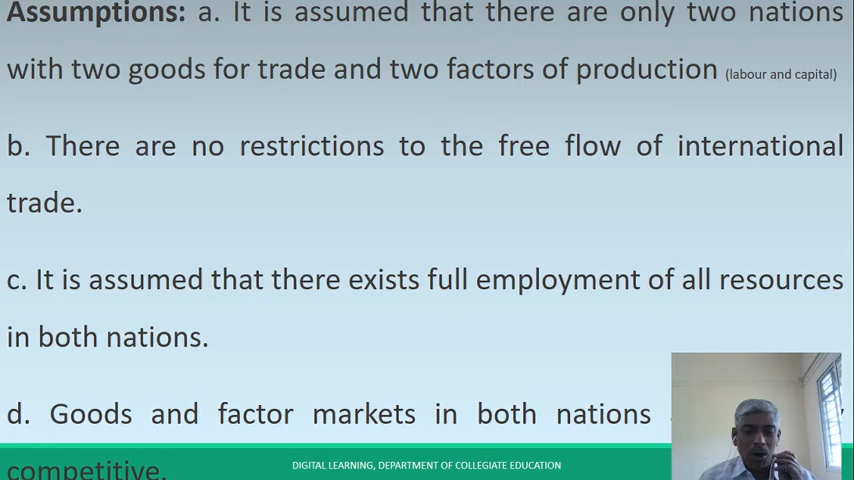 Assumptions: a. It is assumed that there are only two nations
with two goods for trade and two factors of production (labour and capital)
b. There are no restrictions to the free flow of international
trade.
c. It is assumed that there exists full employment of all resources
in both nations.
d. Goods and factor markets in both nations
competitive.
DIGITAL LEARNING, DEPARTMENT OF COLLEGIATE EDUCATION